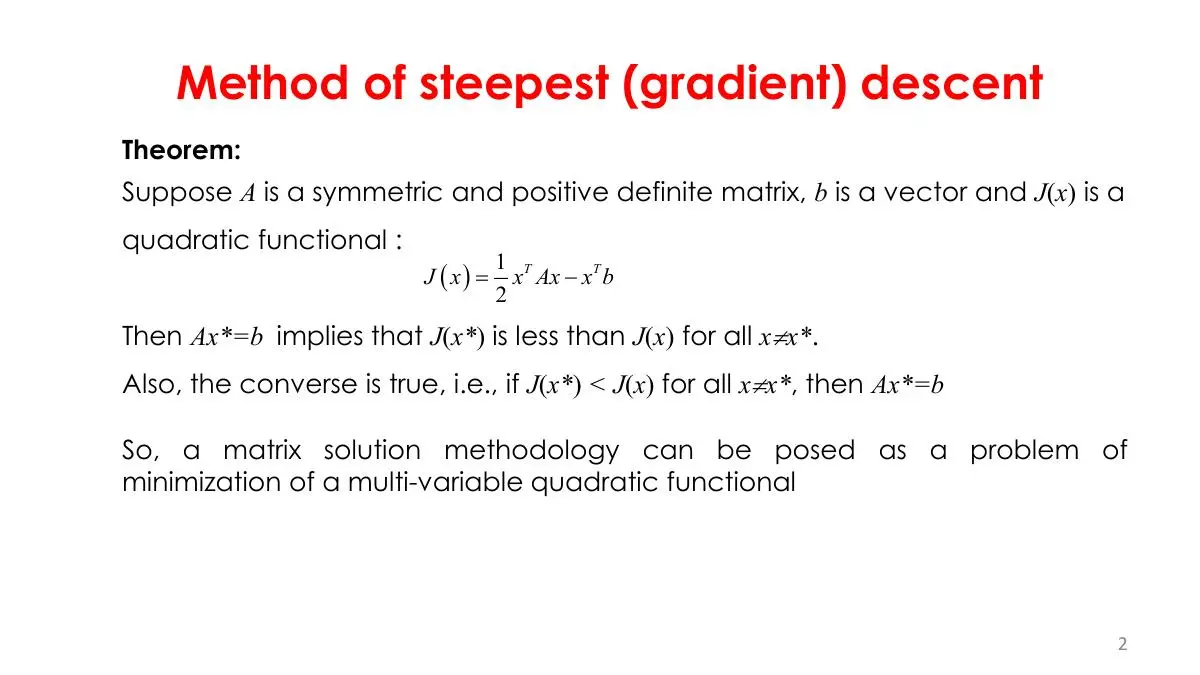 Method of steepest (gradient) descent
Theorem:
Suppose A is a symmetric and positive definite matrix, b is a vector and J(x) is a
quadratic functional :
J(x) = 1/2 x^T Ax − x^T b
Then Ax*=b implies that J(x*) is less than J(x) for all x≠x*.
Also, the converse is true, i.e., if J(x*) < J(x) for all x≠x*, then Ax*=b
So, a matrix solution methodology can be posed as a problem of
minimization of a multi-variable quadratic functional
2